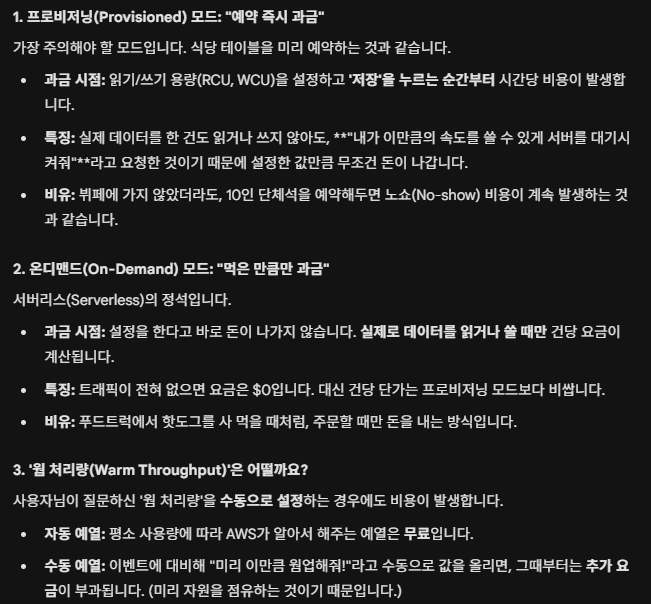 1. 프로비저닝(Provisioned) 모드: "예약 즉시 과금"
가장 주의해야 할 모드입니다. 식당 테이블을 미리 예약하는 것과 같습니다.
• 과금 시점: 읽기/쓰기 용량(RCU, WCU)을 설정하고 '저장'을 누르는 순간부터 시간당 비용이 발생합
니다.
• 특징: 실제 데이터를 한 건도 읽거나 쓰지 않아도, **"내가 이만큼의 속도를 쓸 수 있게 서버를 대기시
켜줘"**라고 요청한 것이기 때문에 설정한 값만큼 무조건 돈이 나갑니다.
• 비유: 뷔페에 가지 않았더라도, 10인 단체석을 예약해두면 노쇼(No-show) 비용이 계속 발생하는 것
과 같습니다.
2. 온디맨드(On-Demand) 모드: "먹은 만큼만 과금"
서버리스(Serverless)의 정석입니다.
• 과금 시점: 설정을 한다고 바로 돈이 나가지 않습니다. 실제로 데이터를 읽거나 쓸 때만 건당 요금이
계산됩니다.
• 특징: 트래픽이 전혀 없으면 요금은 $0입니다. 대신 건당 단가는 프로비저닝 모드보다 비쌉니다.
• 비유: 푸드트럭에서 핫도그를 사 먹을 때처럼, 주문할 때만 돈을 내는 방식입니다.
3. '웜 처리량(Warm Throughput)'은 어떨까요?
사용자님이 질문하신 '웜 처리량'을 수동으로 설정하는 경우에도 비용이 발생합니다.
• 자동 예열: 평소 사용량에 따라 AWS가 알아서 해주는 예열은 무료입니다.
• 수동 예열: 이벤트에 대비해 "미리 이만큼 웜업해줘!"라고 수동으로 값을 올리면, 그때부터는 추가 요
금이 부과됩니다. (미리 자원을 점유하는 것이기 때문입니다.)